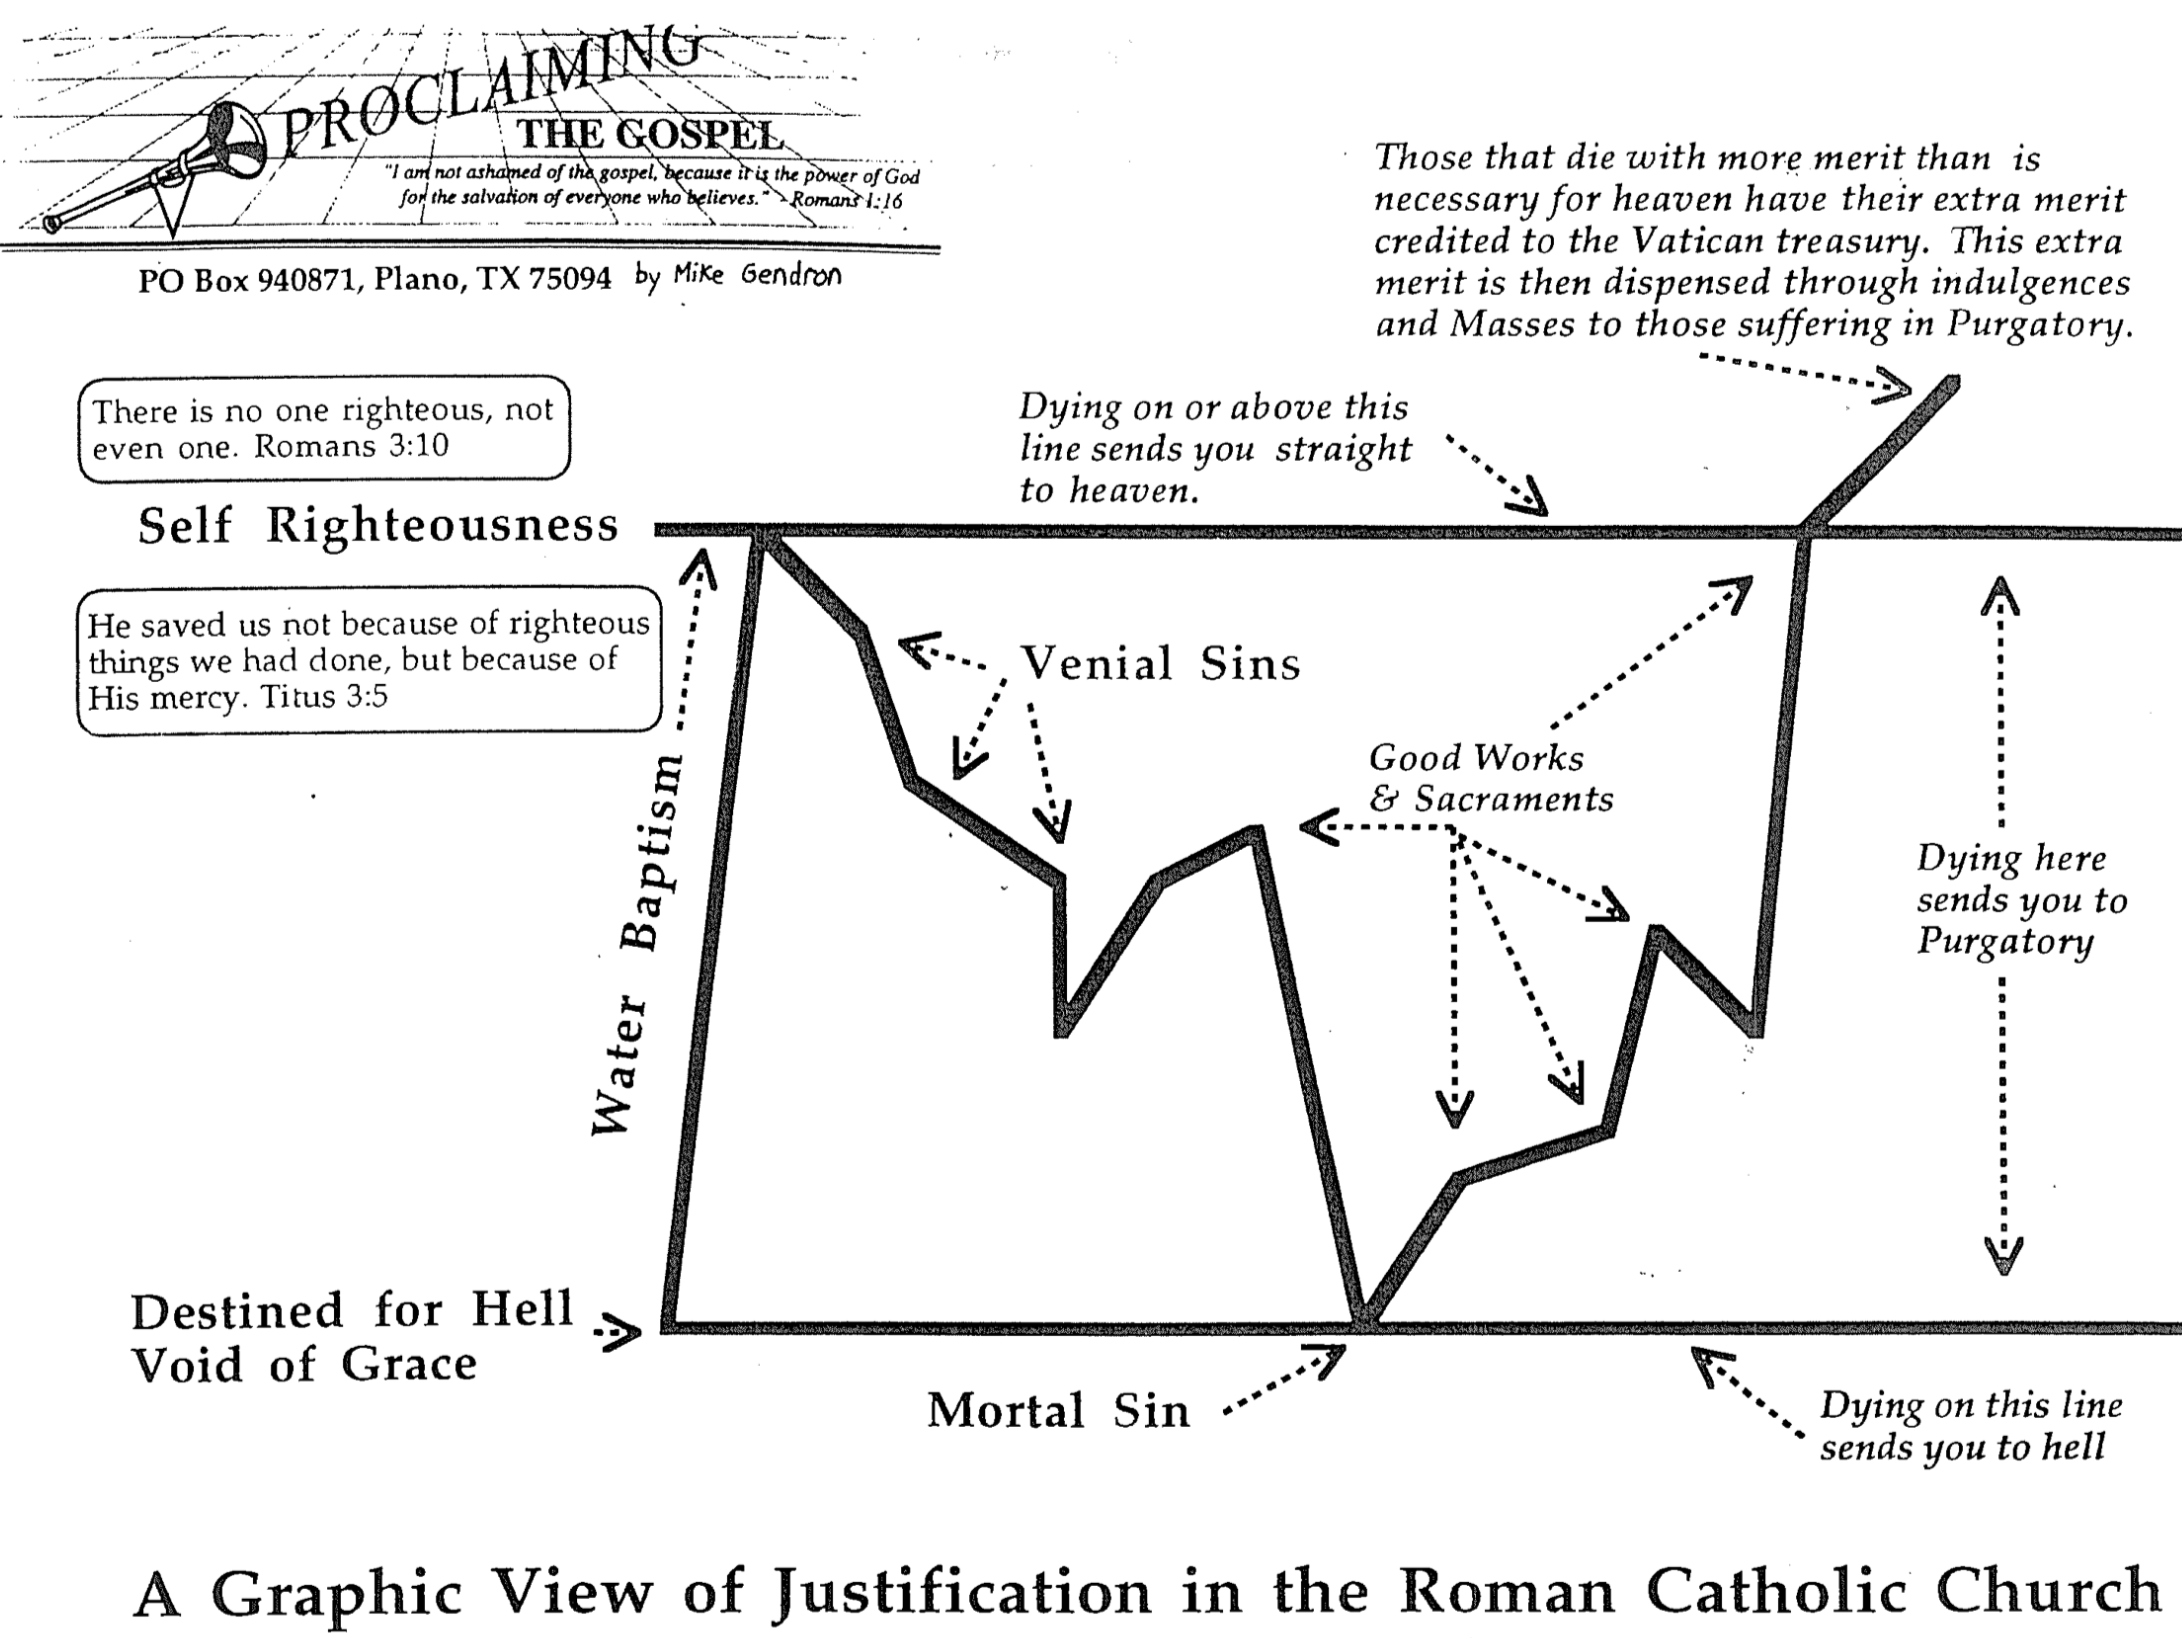 PROCLAIMING
THE GOSPEL
"I am not ashamed of the gospel, because it is the power of God
for the salvation of everyone who believes." - Romans 1:16
PO Box 940871, Plano, TX 75094 by Mike Gendron
Those that die with more merit than is
necessary for heaven have their extra merit
credited to the Vatican treasury. This extra
merit is then dispensed through indulgences
and Masses to those suffering in Purgatory.
There is no one righteous, not
even one. Romans 3:10
Dying on or above this
line sends you straight
to heaven.
Self Righteousness
He saved us not because of righteous
things we had done, but because of
His mercy. Titus 3:5
Water Baptism
Venial Sins
Good Works
& Sacraments
Dying here
sends you to
Purgatory
Destined for Hell
Void of Grace
Mortal Sin
Dying on this line
sends you to hell
A Graphic View of Justification in the Roman Catholic Church